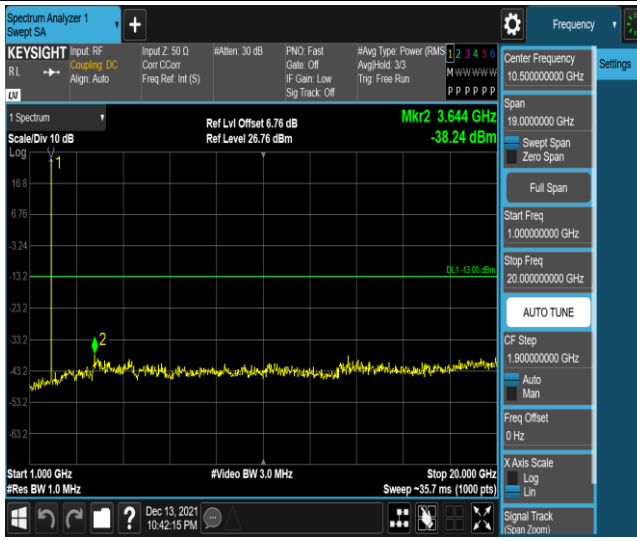 Spectrum Analyzer 1
Swept SA
Frequency
KEYSIGHT
RL
Input: RF
Coupling: DC
Align: Auto
Input Z: 50 Ω
Corr CCorr
Freq Ref: Int (S)
#Atten: 30 dB
PNO: Fast
Gate: Off
IF Gain: Low
Sig Track: Off
#Avg Type: Power (RMS
Avg|Hold: 3/3
Trig: Free Run
1 2 3 4 5 6
M W W W W W
P P P P P P
LXI
1 Spectrum
Scale/Div 10 dB
Log
Ref Lvl Offset 6.76 dB
Ref Level 26.76 dBm
Mkr2 3.644 GHz
-38.24 dBm
1
16.8
6.76
-3.24
-13.2
DL1 -13.00 dBm
-23.2
-33.2
2
-43.2
-53.2
-63.2
Start 1.000 GHz
#Res BW 1.0 MHz
#Video BW 3.0 MHz
Stop 20.000 GHz
Sweep ~35.7 ms (1000 pts)
Dec 13, 2021
10:42:15 PM
?
Center Frequency
10.500000000 GHz
Settings
Span
19.0000000 GHz
Swept Span
Zero Span
Full Span
Start Freq
1.000000000 GHz
Stop Freq
20.000000000 GHz
AUTO TUNE
CF Step
1.900000000 GHz
Auto
Man
Freq Offset
0 Hz
X Axis Scale
Log
Lin
Signal Track
(Span Zoom)